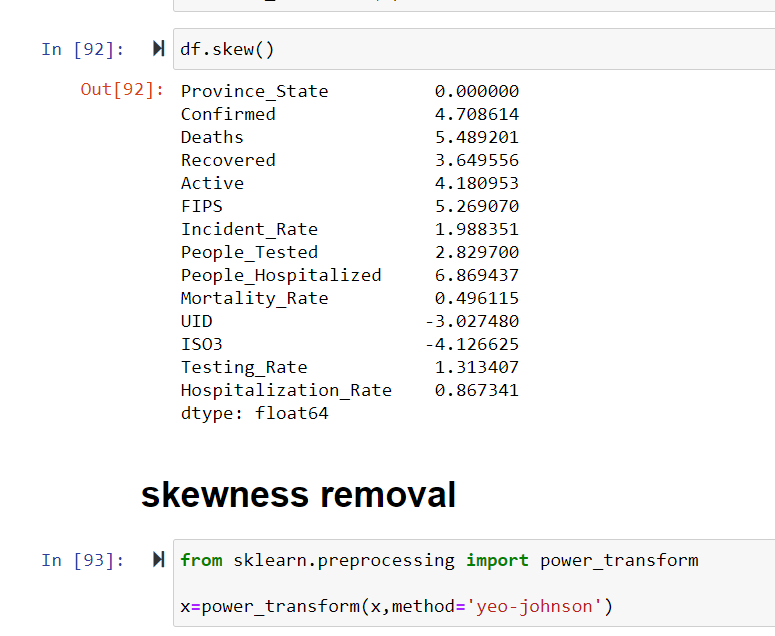 In [92]: df.skew()
Out[92]: Province_State 0.000000
Confirmed 4.708614
Deaths 5.489201
Recovered 3.649556
Active 4.180953
FIPS 5.269070
Incident_Rate 1.988351
People_Tested 2.829700
People_Hospitalized 6.869437
Mortality_Rate 0.496115
UID -3.027480
ISO3 -4.126625
Testing_Rate 1.313407
Hospitalization_Rate 0.867341
dtype: float64
skewness removal
In [93]: from sklearn.preprocessing import power_transform
x=power_transform(x,method='yeo-johnson')